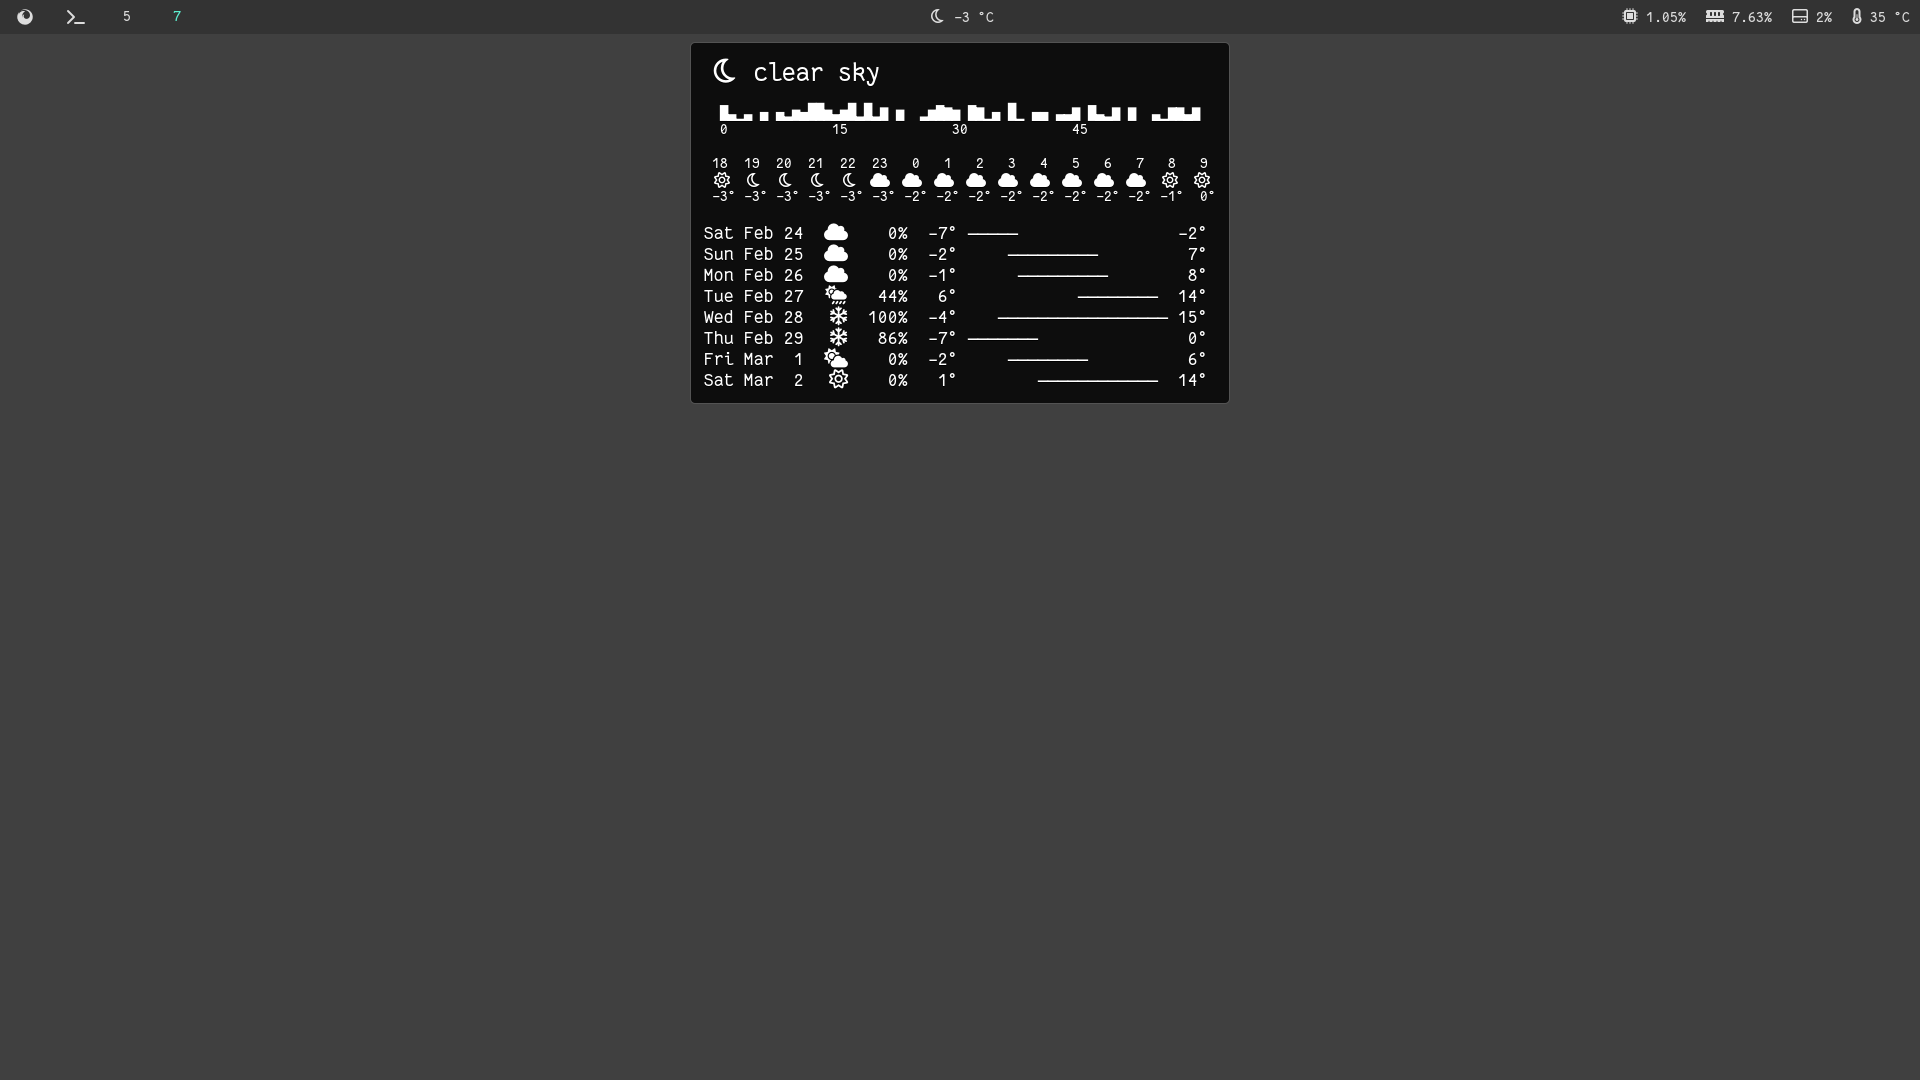 5 7 -3 °C 1.05% 7.63% 2% 35 °C
clear sky
0 15 30 45
18 19 20 21 22 23 0 1 2 3 4 5 6 7 8 9
-3° -3° -3° -3° -3° -3° -2° -2° -2° -2° -2° -2° -2° -2° -1° 0°
Sat Feb 24 0% -7° -2°
Sun Feb 25 0% -2° 7°
Mon Feb 26 0% -1° 8°
Tue Feb 27 44% 6° 14°
Wed Feb 28 100% -4° 15°
Thu Feb 29 86% -7° 0°
Fri Mar 1 0% -2° 6°
Sat Mar 2 0% 1° 14°